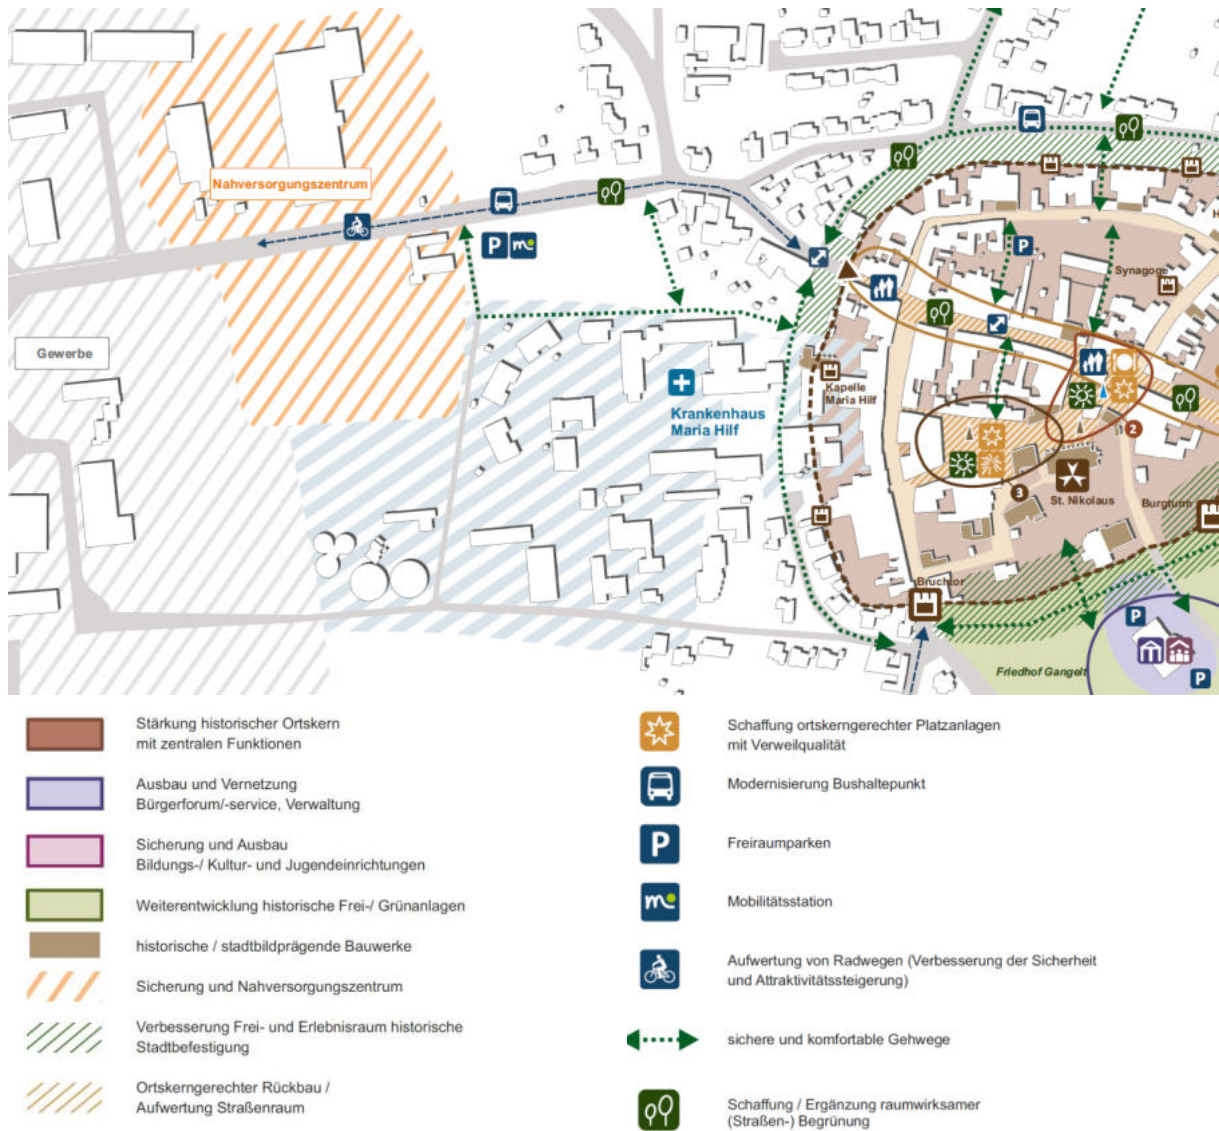 Nahversorgungszentrum
P
Synagoge
Gewerbe
Kapelle
Maria Hilf
Krankenhaus
Maria Hilf
2
3
St. Nikolaus
Burgturm
Bruchtor
P
Friedhof Gangelt
P
Stärkung historischer Ortskern
mit zentralen Funktionen
Ausbau und Vernetzung
Bürgerforum/-service, Verwaltung
Sicherung und Ausbau
Bildungs-/ Kultur- und Jugendeinrichtungen
Weiterentwicklung historische Frei-/ Grünanlagen
historische / stadtbildprägende Bauwerke
Sicherung und Nahversorgungszentrum
Verbesserung Frei- und Erlebnisraum historische
Stadtbefestigung
Ortskerngerechter Rückbau /
Aufwertung Straßenraum
Schaffung ortskerngerechter Platzanlagen
mit Verweilqualität
Modernisierung Bushaltepunkt
P
Freiraumparken
Mobilitätsstation
Aufwertung von Radwegen (Verbesserung der Sicherheit
und Attraktivitätssteigerung)
sichere und komfortable Gehwege
Schaffung / Ergänzung raumwirksamer
(Straßen-) Begrünung